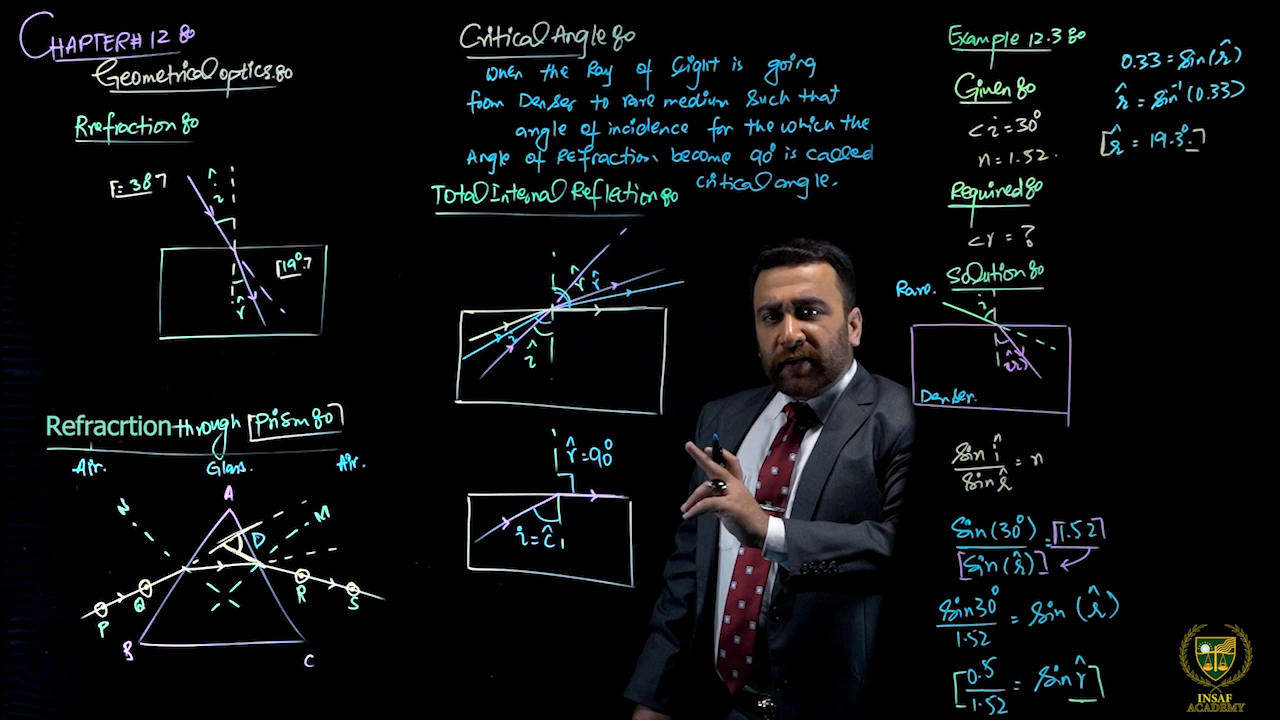 CHAPTER# 12 :-
Geometrical optics :-
Rrefraction :-
[= 38°]
î
[19°.7]
r̂
Refracrtion through [Prism :-]
Air. Glass. Air.
A
N
M
D
P
Q
R
S
B
C
Critical Angle :-
When the Ray of Light is going
from Denser to rare medium such that
angle of incidence for the which the
Angle of Refraction become 90° is called
critical angle.
Total Internal Reflection :-
r̂ r̂
î
r̂ = 90°
i = ĉ
Example 12.3 :-
Given :-
<i = 30°
n = 1.52.
Required :-
<r = ?
Solution :-
Rare.
i
Denser.
sin î / sin r̂ = n
Sin(30°) / [Sin(r̂)] = [1.52]
Sin30° / 1.52 = Sin (r̂)
[0.5 / 1.52 = Sin r̂]
0.33 = Sin(r̂)
r̂ = Sin⁻¹(0.33)
[r̂ = 19.3°.]
INSAF
ACADEMY